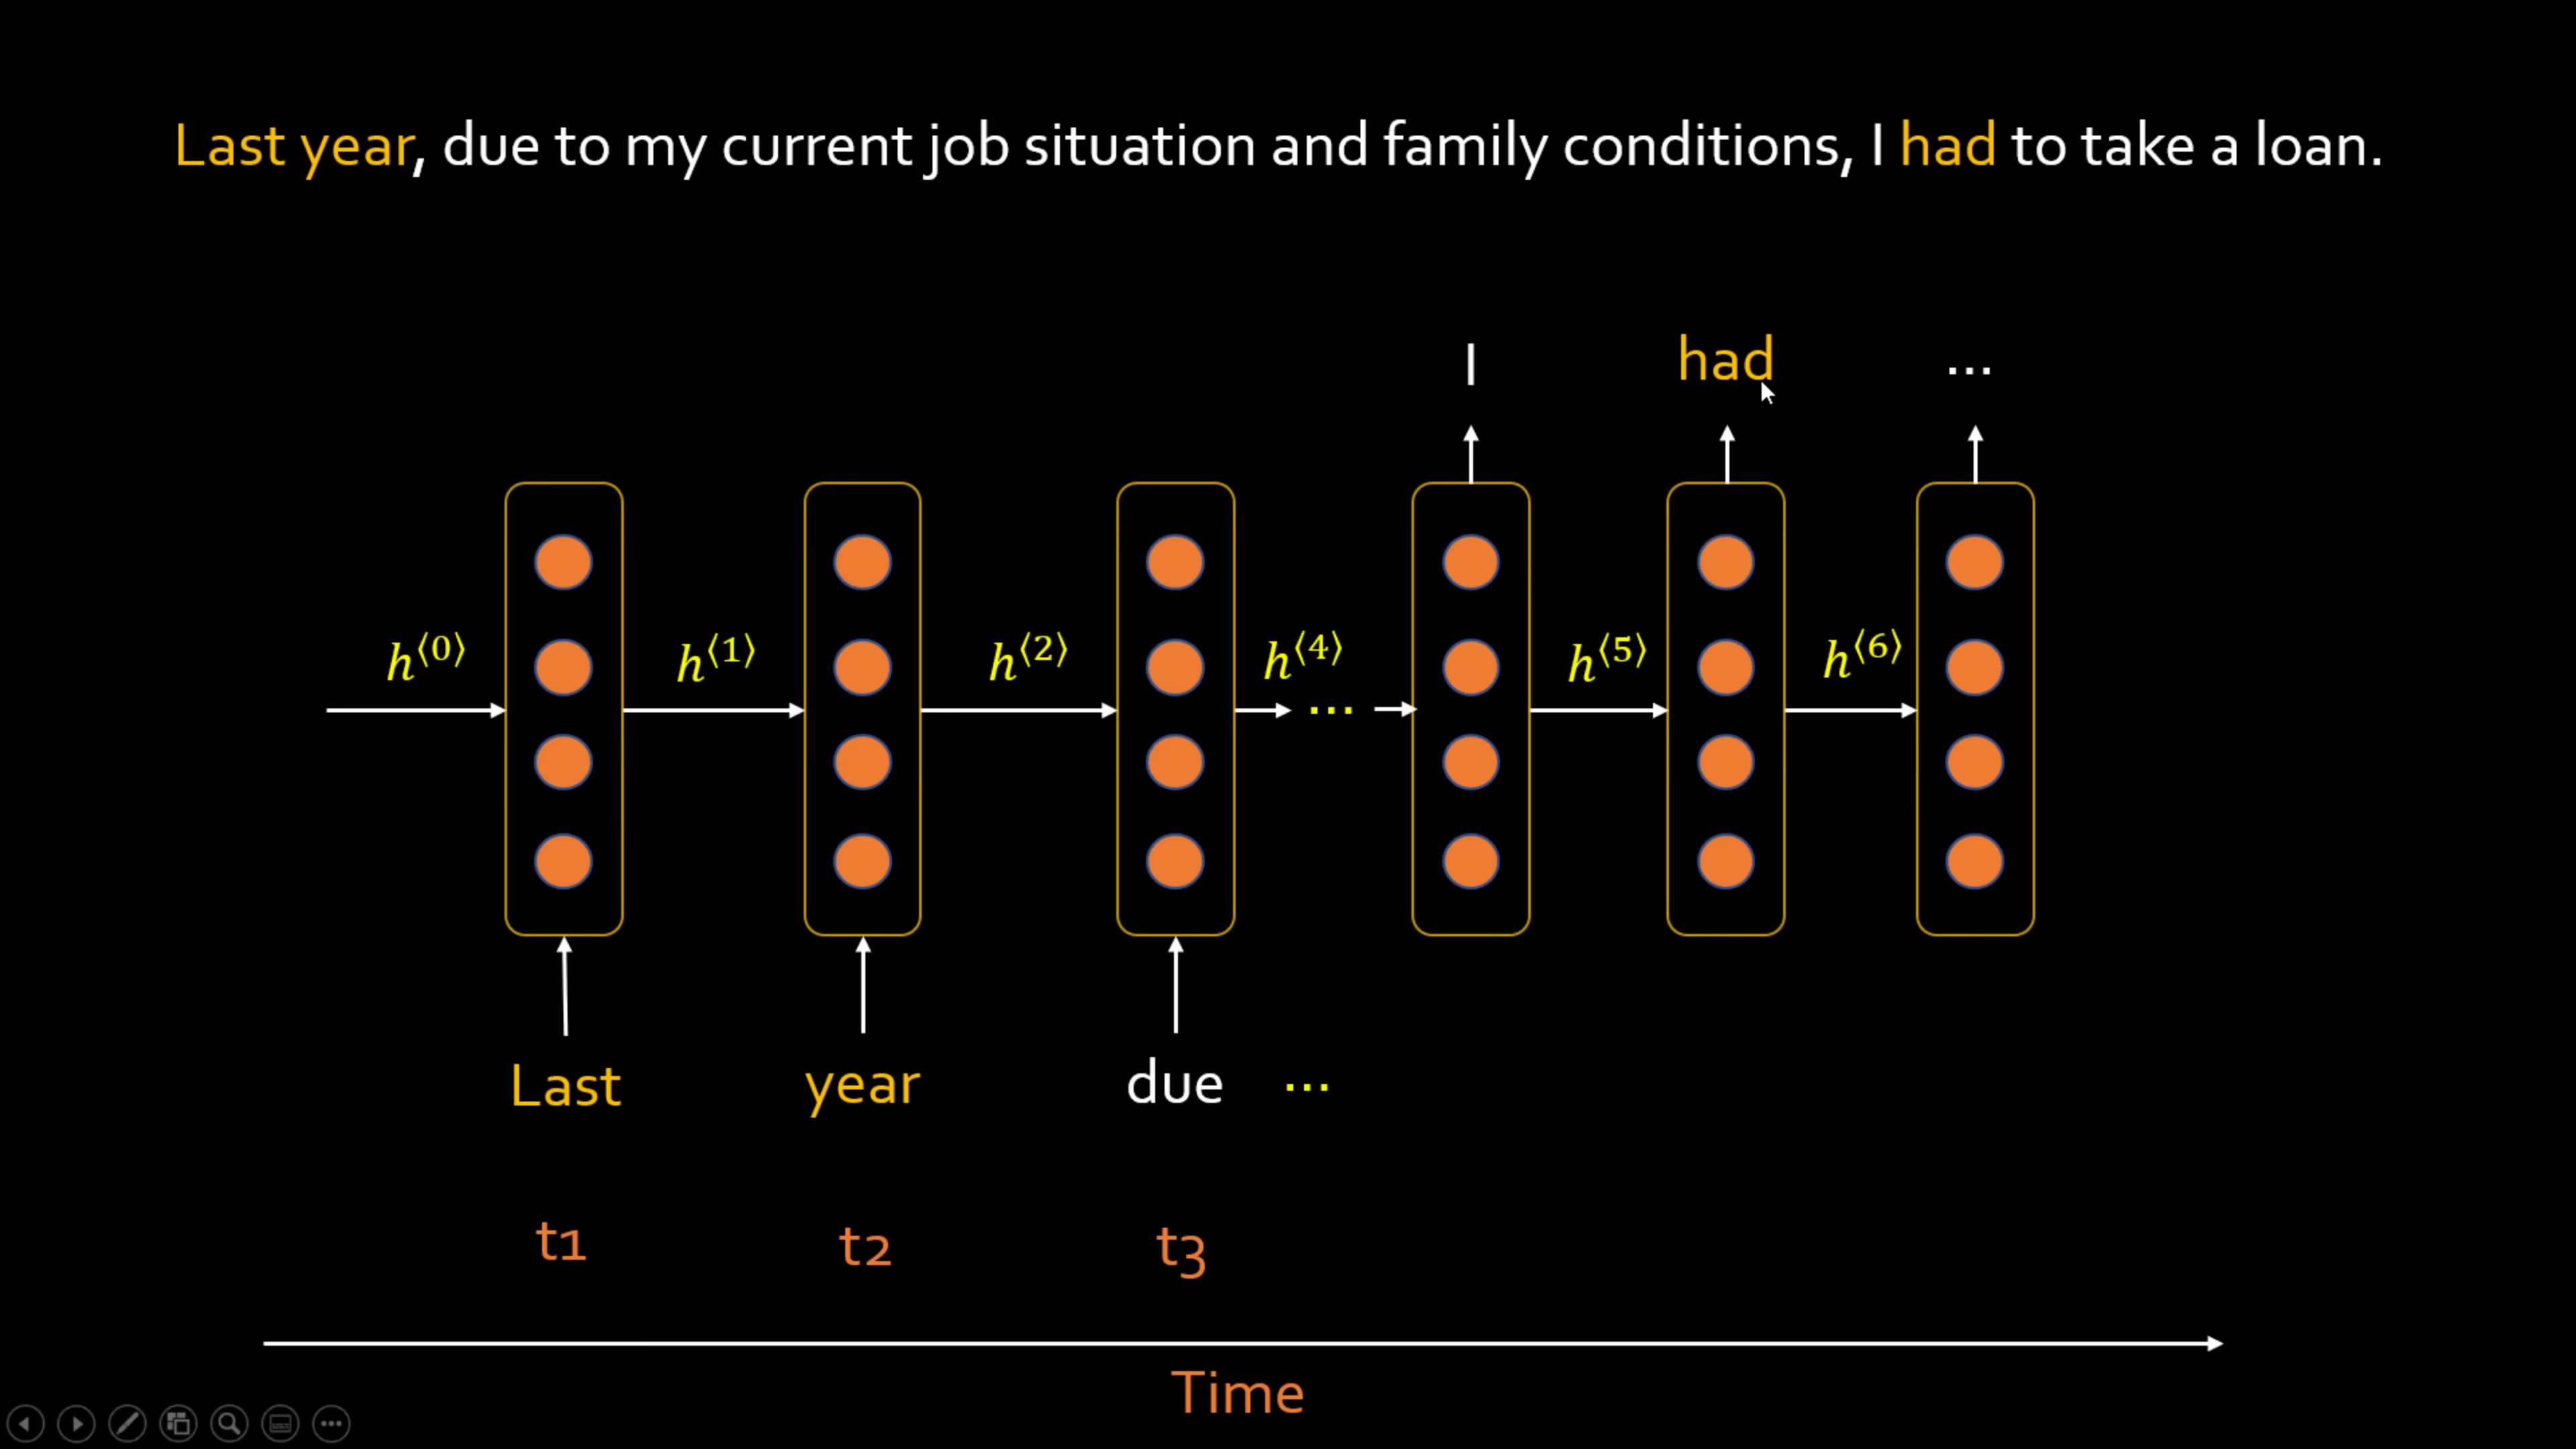 Last year, due to my current job situation and family conditions, I had to take a loan.
I had ...
h⟨0⟩ h⟨1⟩ h⟨2⟩ h⟨4⟩ ... h⟨5⟩ h⟨6⟩
Last year due ...
t1 t2 t3
Time